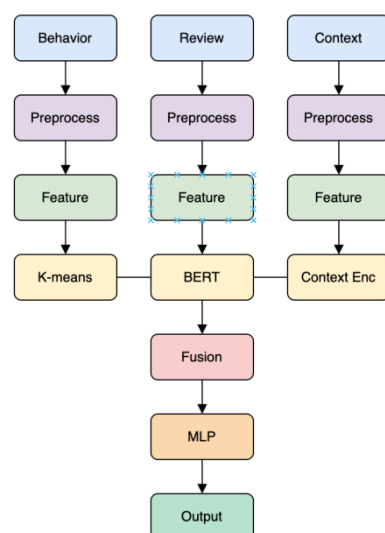 Behavior
Review
Context
Preprocess
Preprocess
Preprocess
Feature
Feature
Feature
K-means
BERT
Context Enc
Fusion
MLP
Output